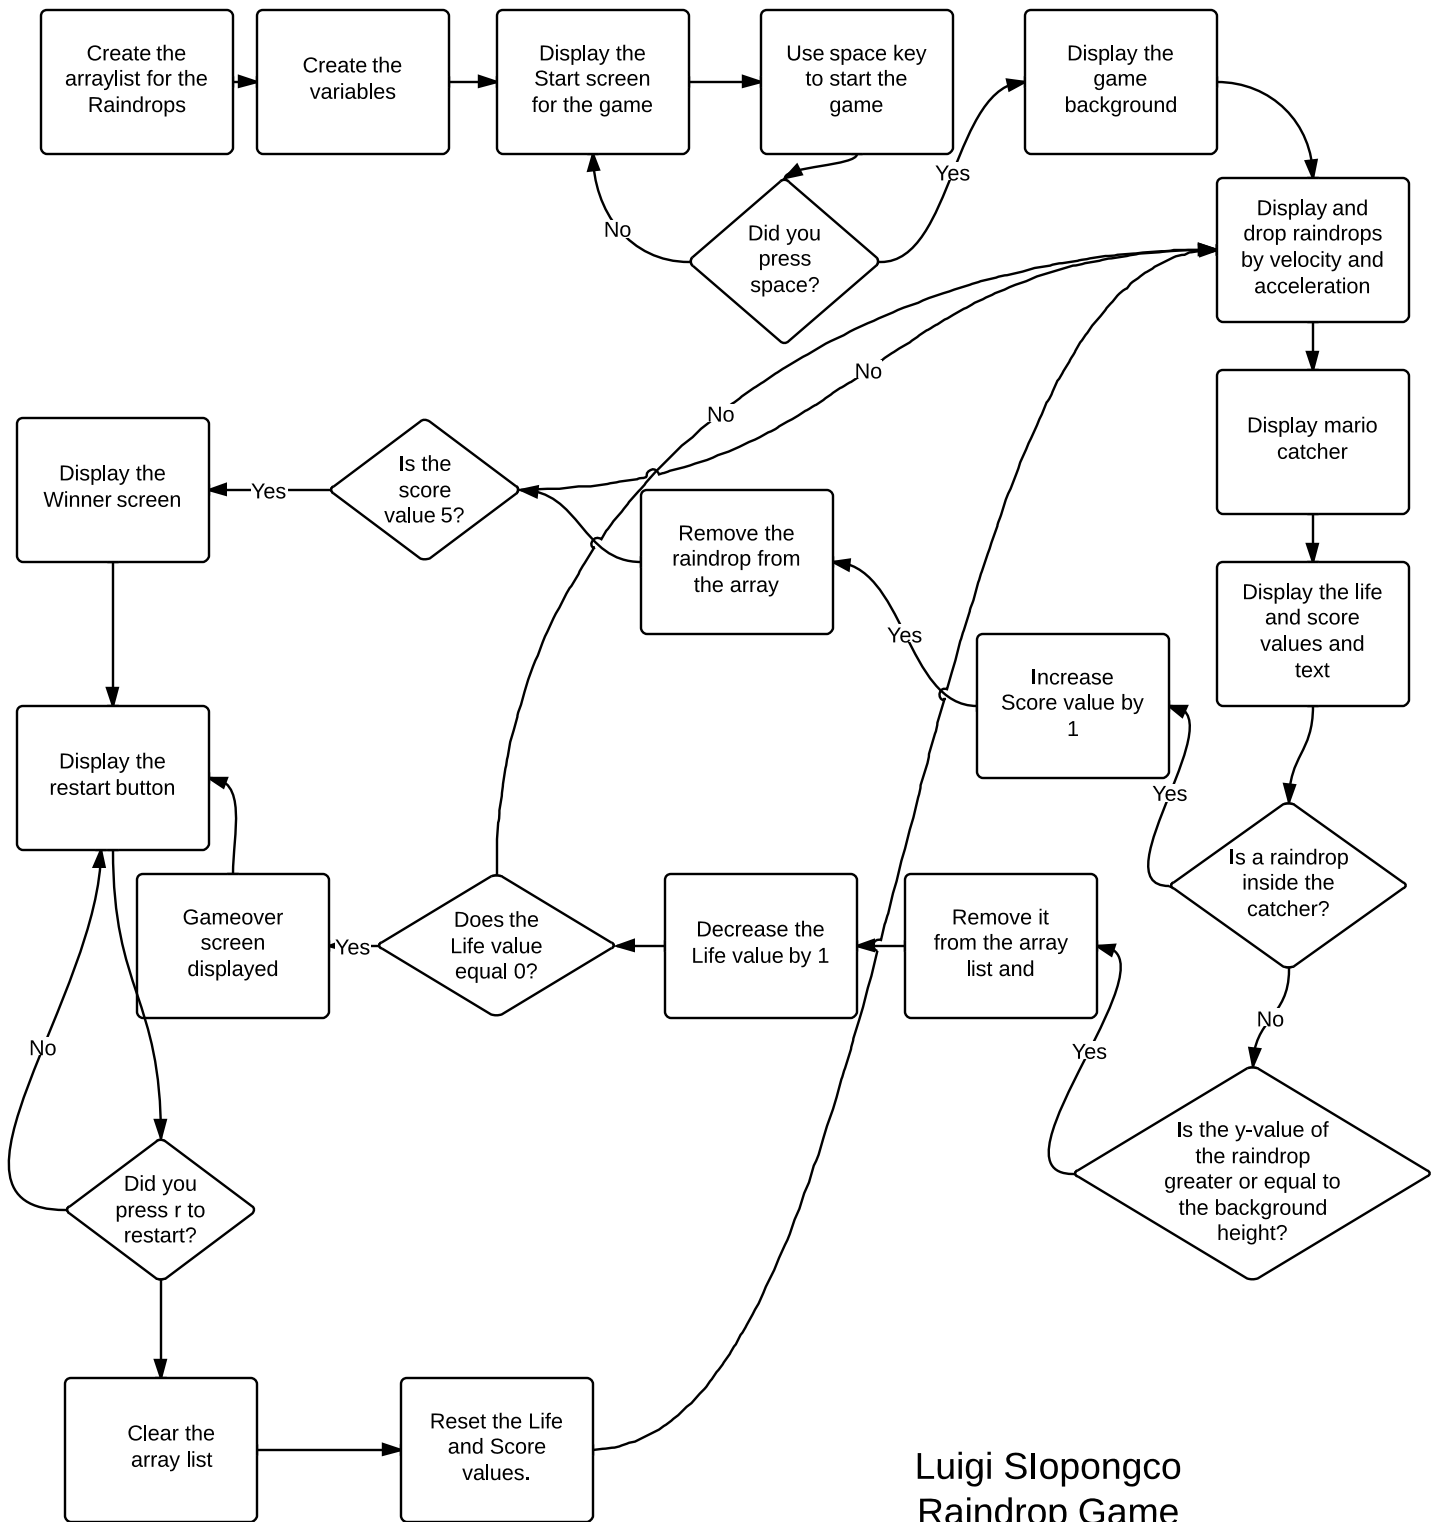 Create the
arraylist for the
Raindrops
Create the
variables
Display the
Start screen
for the game
Use space key
to start the
game
Display the
game
background
Yes
No
Did you
press
space?
Display and
drop raindrops
by velocity and
acceleration
No
No
Display mario
catcher
Display the
Winner screen
Yes
Is the
score
value 5?
Remove the
raindrop from
the array
Display the life
and score
values and
text
Yes
Increase
Score value by
1
Display the
restart button
Yes
Is a raindrop
inside the
catcher?
Gameover
screen
displayed
Yes
Does the
Life value
equal 0?
Decrease the
Life value by 1
Remove it
from the array
list and
No
No
Yes
Is the y-value of
the raindrop
greater or equal to
the background
height?
Did you
press r to
restart?
Clear the
array list
Reset the Life
and Score
values.
Luigi Slopongco
Raindrop Game